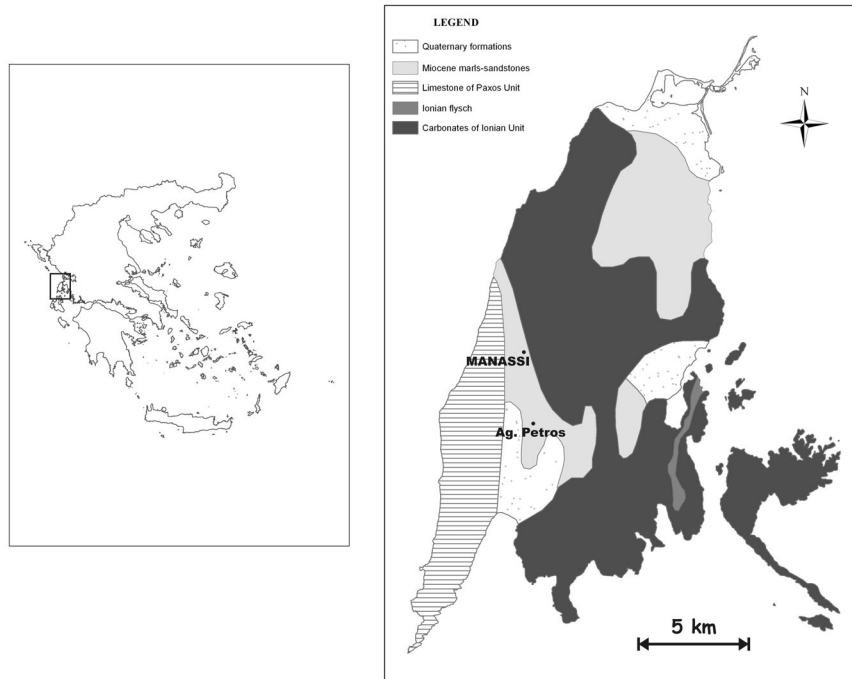 LEGEND
Quaternary formations
Miocene marls-sandstones
Limestone of Paxos Unit
Ionian flysch
Carbonates of Ionian Unit
N
MANASSI
Ag. Petros
5 km